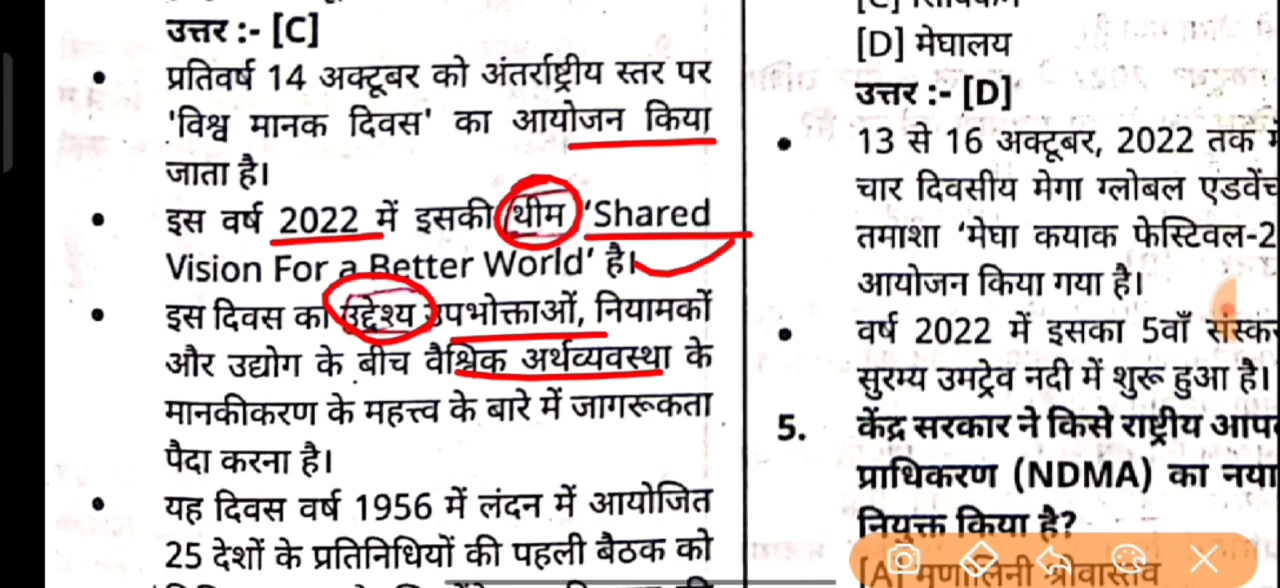 उत्तर :- [C]
प्रतिवर्ष 14 अक्टूबर को अंतर्राष्ट्रीय स्तर पर
'विश्व मानक दिवस' का आयोजन किया
जाता है।
इस वर्ष 2022 में इसकी थीम 'Shared
Vision For a Better World' है।
इस दिवस का उद्देश्य उपभोक्ताओं, नियामकों
और उद्योग के बीच वैश्विक अर्थव्यवस्था के
मानकीकरण के महत्त्व के बारे में जागरूकता
पैदा करना है।
यह दिवस वर्ष 1956 में लंदन में आयोजित
25 देशों के प्रतिनिधियों की पहली बैठक को
[D] मेघालय
उत्तर :- [D]
13 से 16 अक्टूबर, 2022 तक
चार दिवसीय मेगा ग्लोबल
तमाशा 'मेघा कयाक फेस्टिवल-2
आयोजन किया गया है।
वर्ष 2022 में इसका 5वाँ
सुरम्य उमट्रेव नदी में शुरू हुआ है।
5. केंद्र सरकार ने किसे राष्ट्रीय
प्राधिकरण (NDMA) का नया
नियुक्त किया है?
[A] मृणालिनी श्रीवास्तव